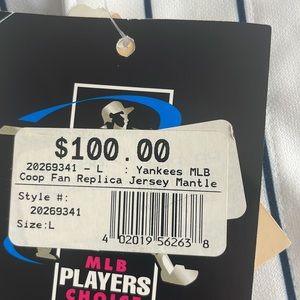 $100.00
20269341 - L : Yankees MLB
Coop Fan Replica Jersey Mantle
Style #:
20269341
Size:L
4 02019 56263 8
MLB
PLAYERS
CHOICE